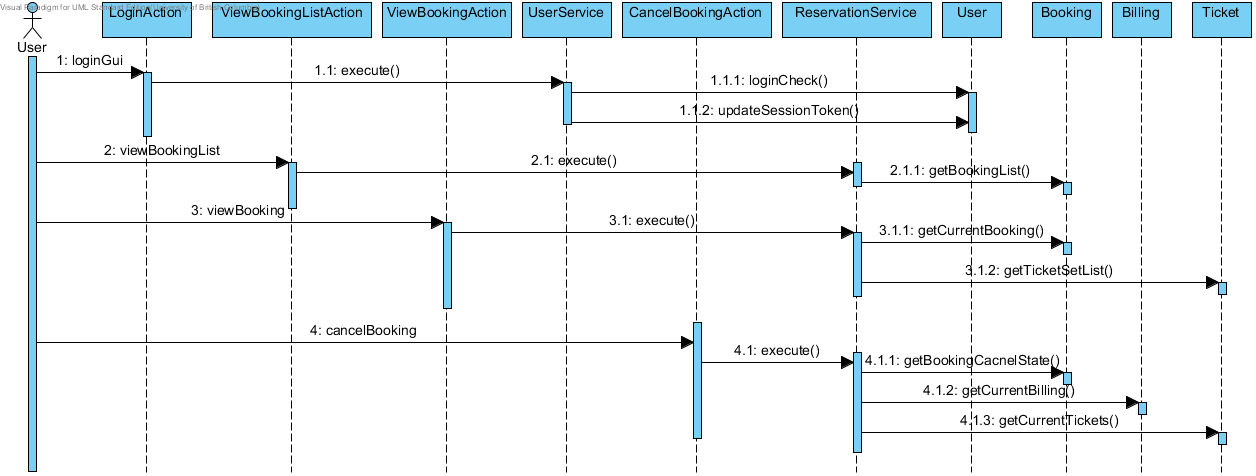 Visual Paradigm for UML Standard Edition(University of British Columbia)
LoginAction
ViewBookingListAction
ViewBookingAction
UserService
CancelBookingAction
ReservationService
User
Booking
Billing
Ticket
User
1: loginGui
1.1: execute()
1.1.1: loginCheck()
1.1.2: updateSessionToken()
2: viewBookingList
2.1: execute()
2.1.1: getBookingList()
3: viewBooking
3.1: execute()
3.1.1: getCurrentBooking()
3.1.2: getTicketSetList()
4: cancelBooking
4.1: execute()
4.1.1: getBookingCacnelState()
4.1.2: getCurrentBilling()
4.1.3: getCurrentTickets()